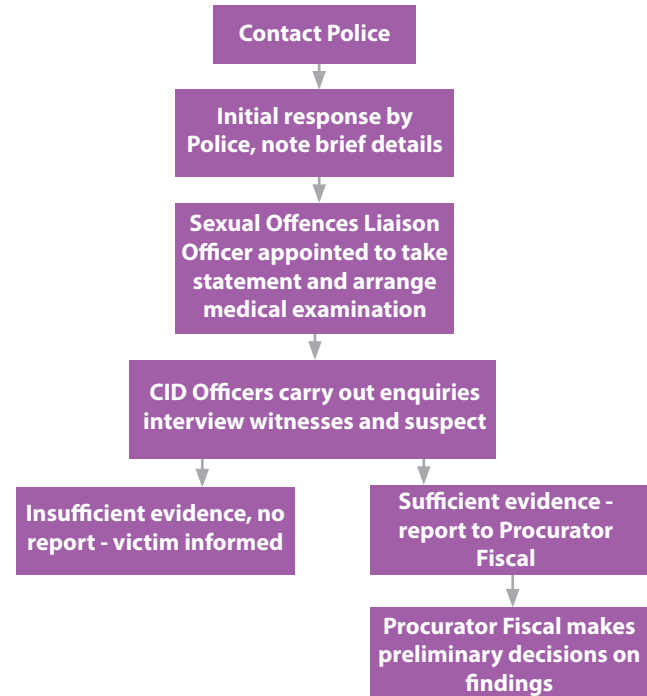 Contact Police
Initial response by
Police, note brief details
Sexual Offences Liaison
Officer appointed to take
statement and arrange
medical examination
CID Officers carry out enquiries
interview witnesses and suspect
Insufficient evidence, no
report - victim informed
Sufficient evidence -
report to Procurator
Fiscal
Procurator Fiscal makes
preliminary decisions on
findings